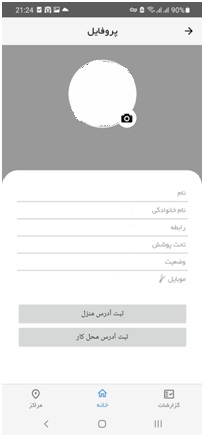 21:24 90%
پروفایل
نام
نام خانوادگی
رابطه
تحت پوشش
وضعیت
موبایل
ثبت آدرس منزل
ثبت آدرس محل کار
گزارشات خانه مراکز